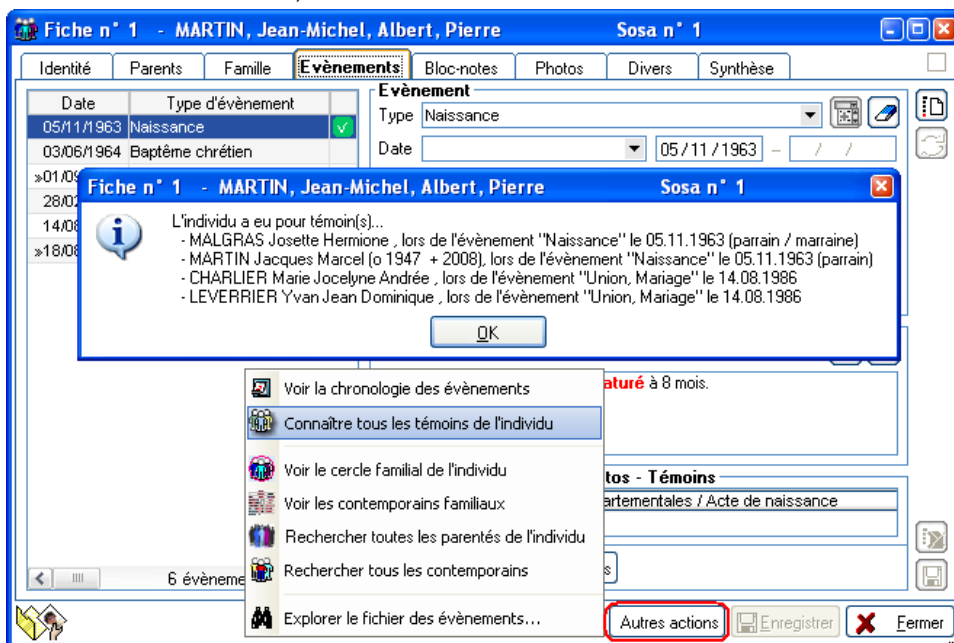 Fiche n° 1 - MARTIN, Jean-Michel, Albert, Pierre Sosa n° 1
Identité Parents Famille Evènements Bloc-notes Photos Divers Synthèse
Date Type d'évènement
05/11/1963 Naissance
03/06/1964 Baptême chrétien
»01/09
28/02
14/08
»18/08
Evènement
Type Naissance
Date 05/11/1963 – / /
Fiche n° 1 - MARTIN, Jean-Michel, Albert, Pierre Sosa n° 1
L'individu a eu pour témoin(s)...
- MALGRAS Josette Hermione , lors de l'évènement "Naissance" le 05.11.1963 (parrain / marraine)
- MARTIN Jacques Marcel (o 1947 + 2008), lors de l'évènement "Naissance" le 05.11.1963 (parrain)
- CHARLIER Marie Jocelyne Andrée , lors de l'évènement "Union, Mariage" le 14.08.1986
- LEVERRIER Yvan Jean Dominique , lors de l'évènement "Union, Mariage" le 14.08.1986
OK
aturé à 8 mois.
Voir la chronologie des évènements
Connaître tous les témoins de l'individu
Voir le cercle familial de l'individu
Voir les contemporains familiaux
Rechercher toutes les parentés de l'individu
Rechercher tous les contemporains
Explorer le fichier des évènements...
tos - Témoins
artementales / Acte de naissance
s
6 évèneme
Autres actions Enregistrer Fermer